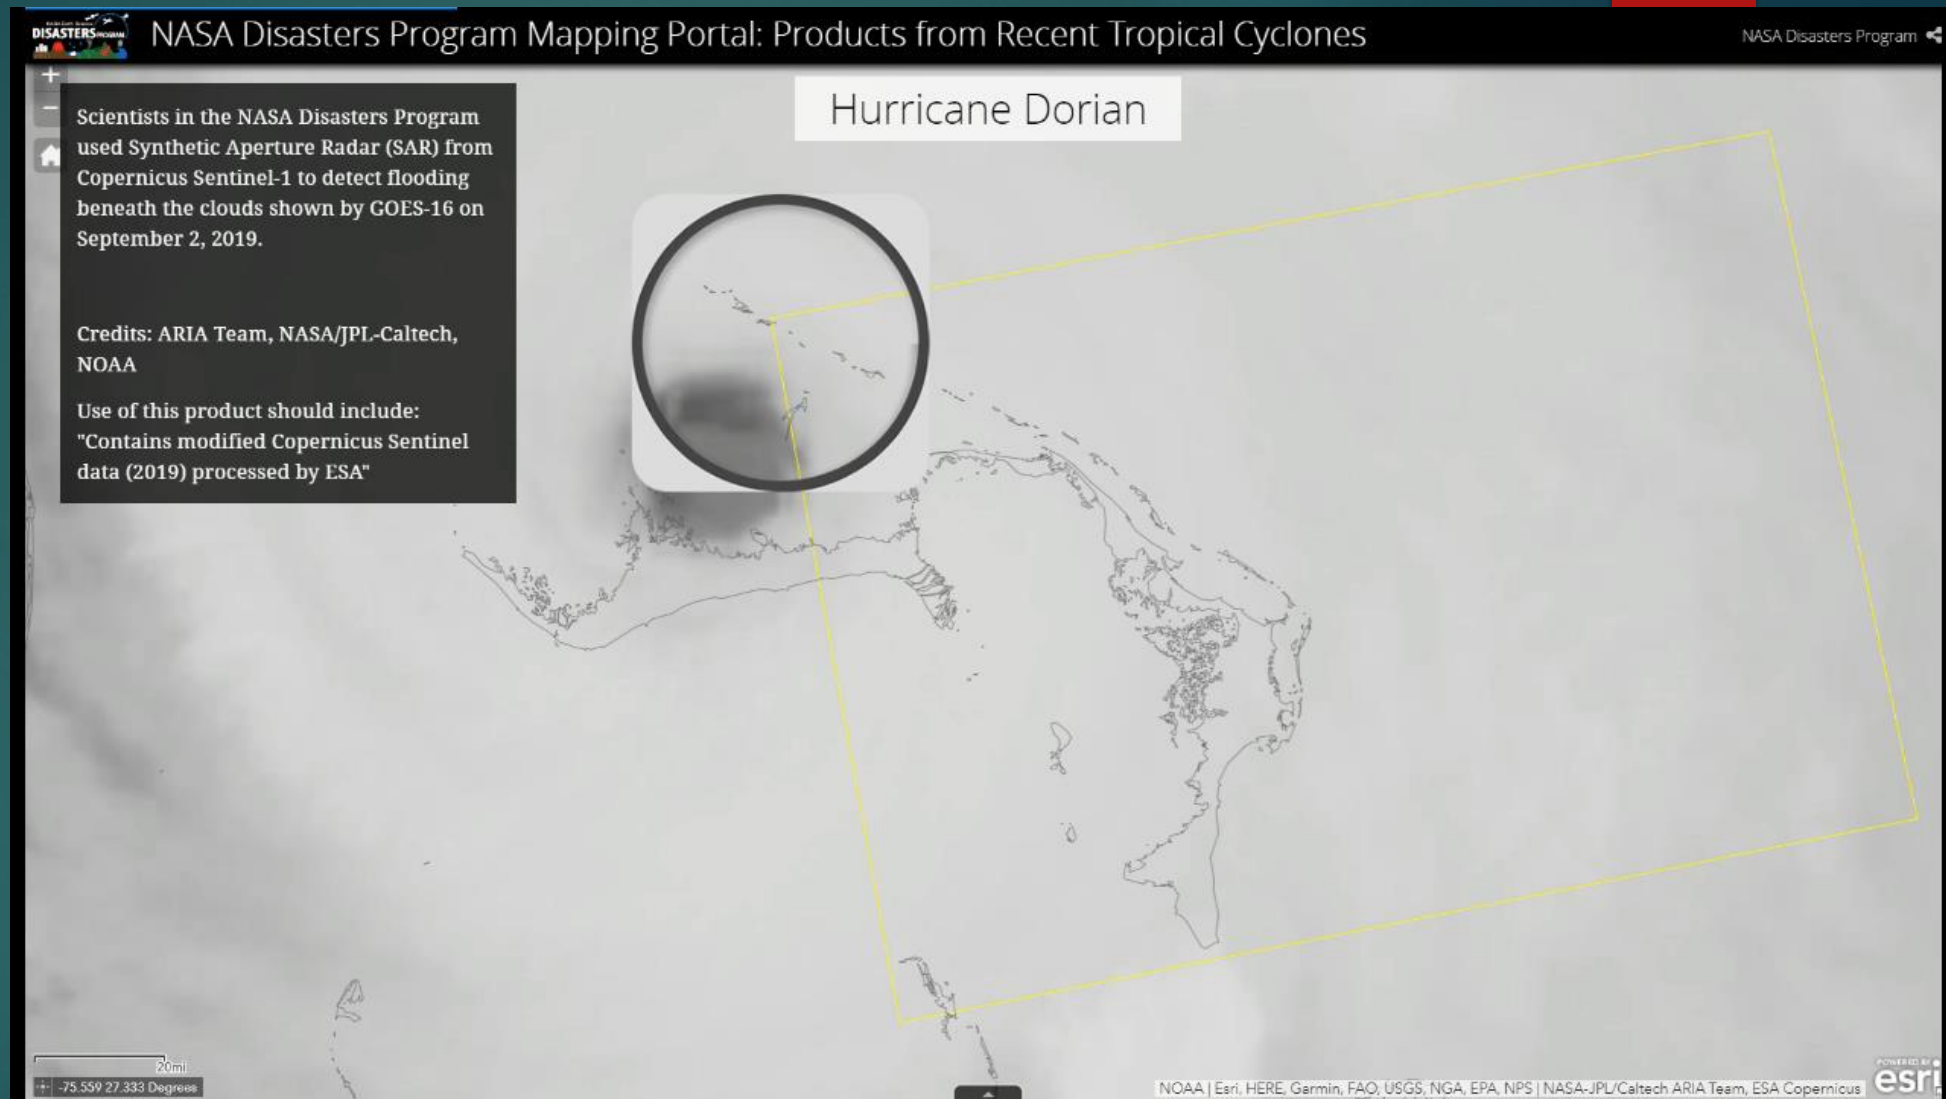 DISASTERS PROGRAM
NASA Disasters Program Mapping Portal: Products from Recent Tropical Cyclones
NASA Disasters Program
+
−
Hurricane Dorian
Scientists in the NASA Disasters Program
used Synthetic Aperture Radar (SAR) from
Copernicus Sentinel-1 to detect flooding
beneath the clouds shown by GOES-16 on
September 2, 2019.
Credits: ARIA Team, NASA/JPL-Caltech,
NOAA
Use of this product should include:
"Contains modified Copernicus Sentinel
data (2019) processed by ESA"
20mi
-75.559 27.333 Degrees
NOAA | Esri, HERE, Garmin, FAO, USGS, NGA, EPA, NPS | NASA-JPL/Caltech ARIA Team, ESA Copernicus
POWERED BY
esri